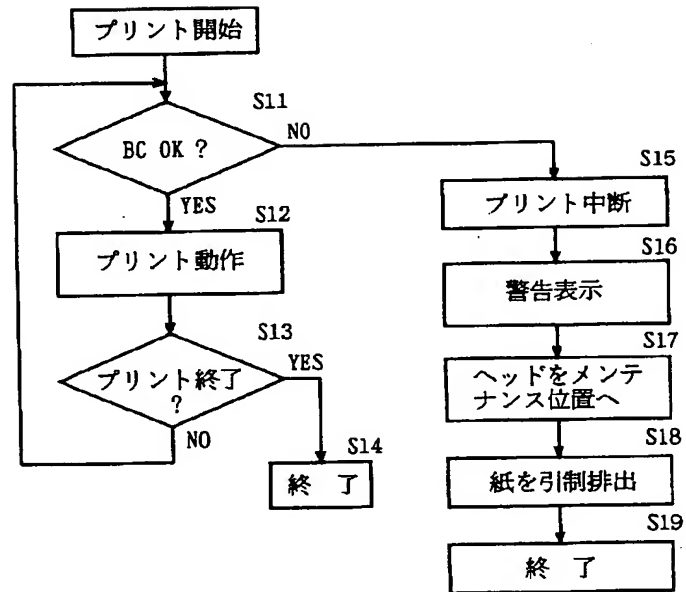 プリント開始
S11
BC OK ?
NO
YES
S12
プリント動作
S13
プリント終了
?
YES
NO
S14
終 了
S15
プリント中断
S16
警告表示
S17
ヘッドをメンテ
ナンス位置へ
S18
紙を引制排出
S19
終 了